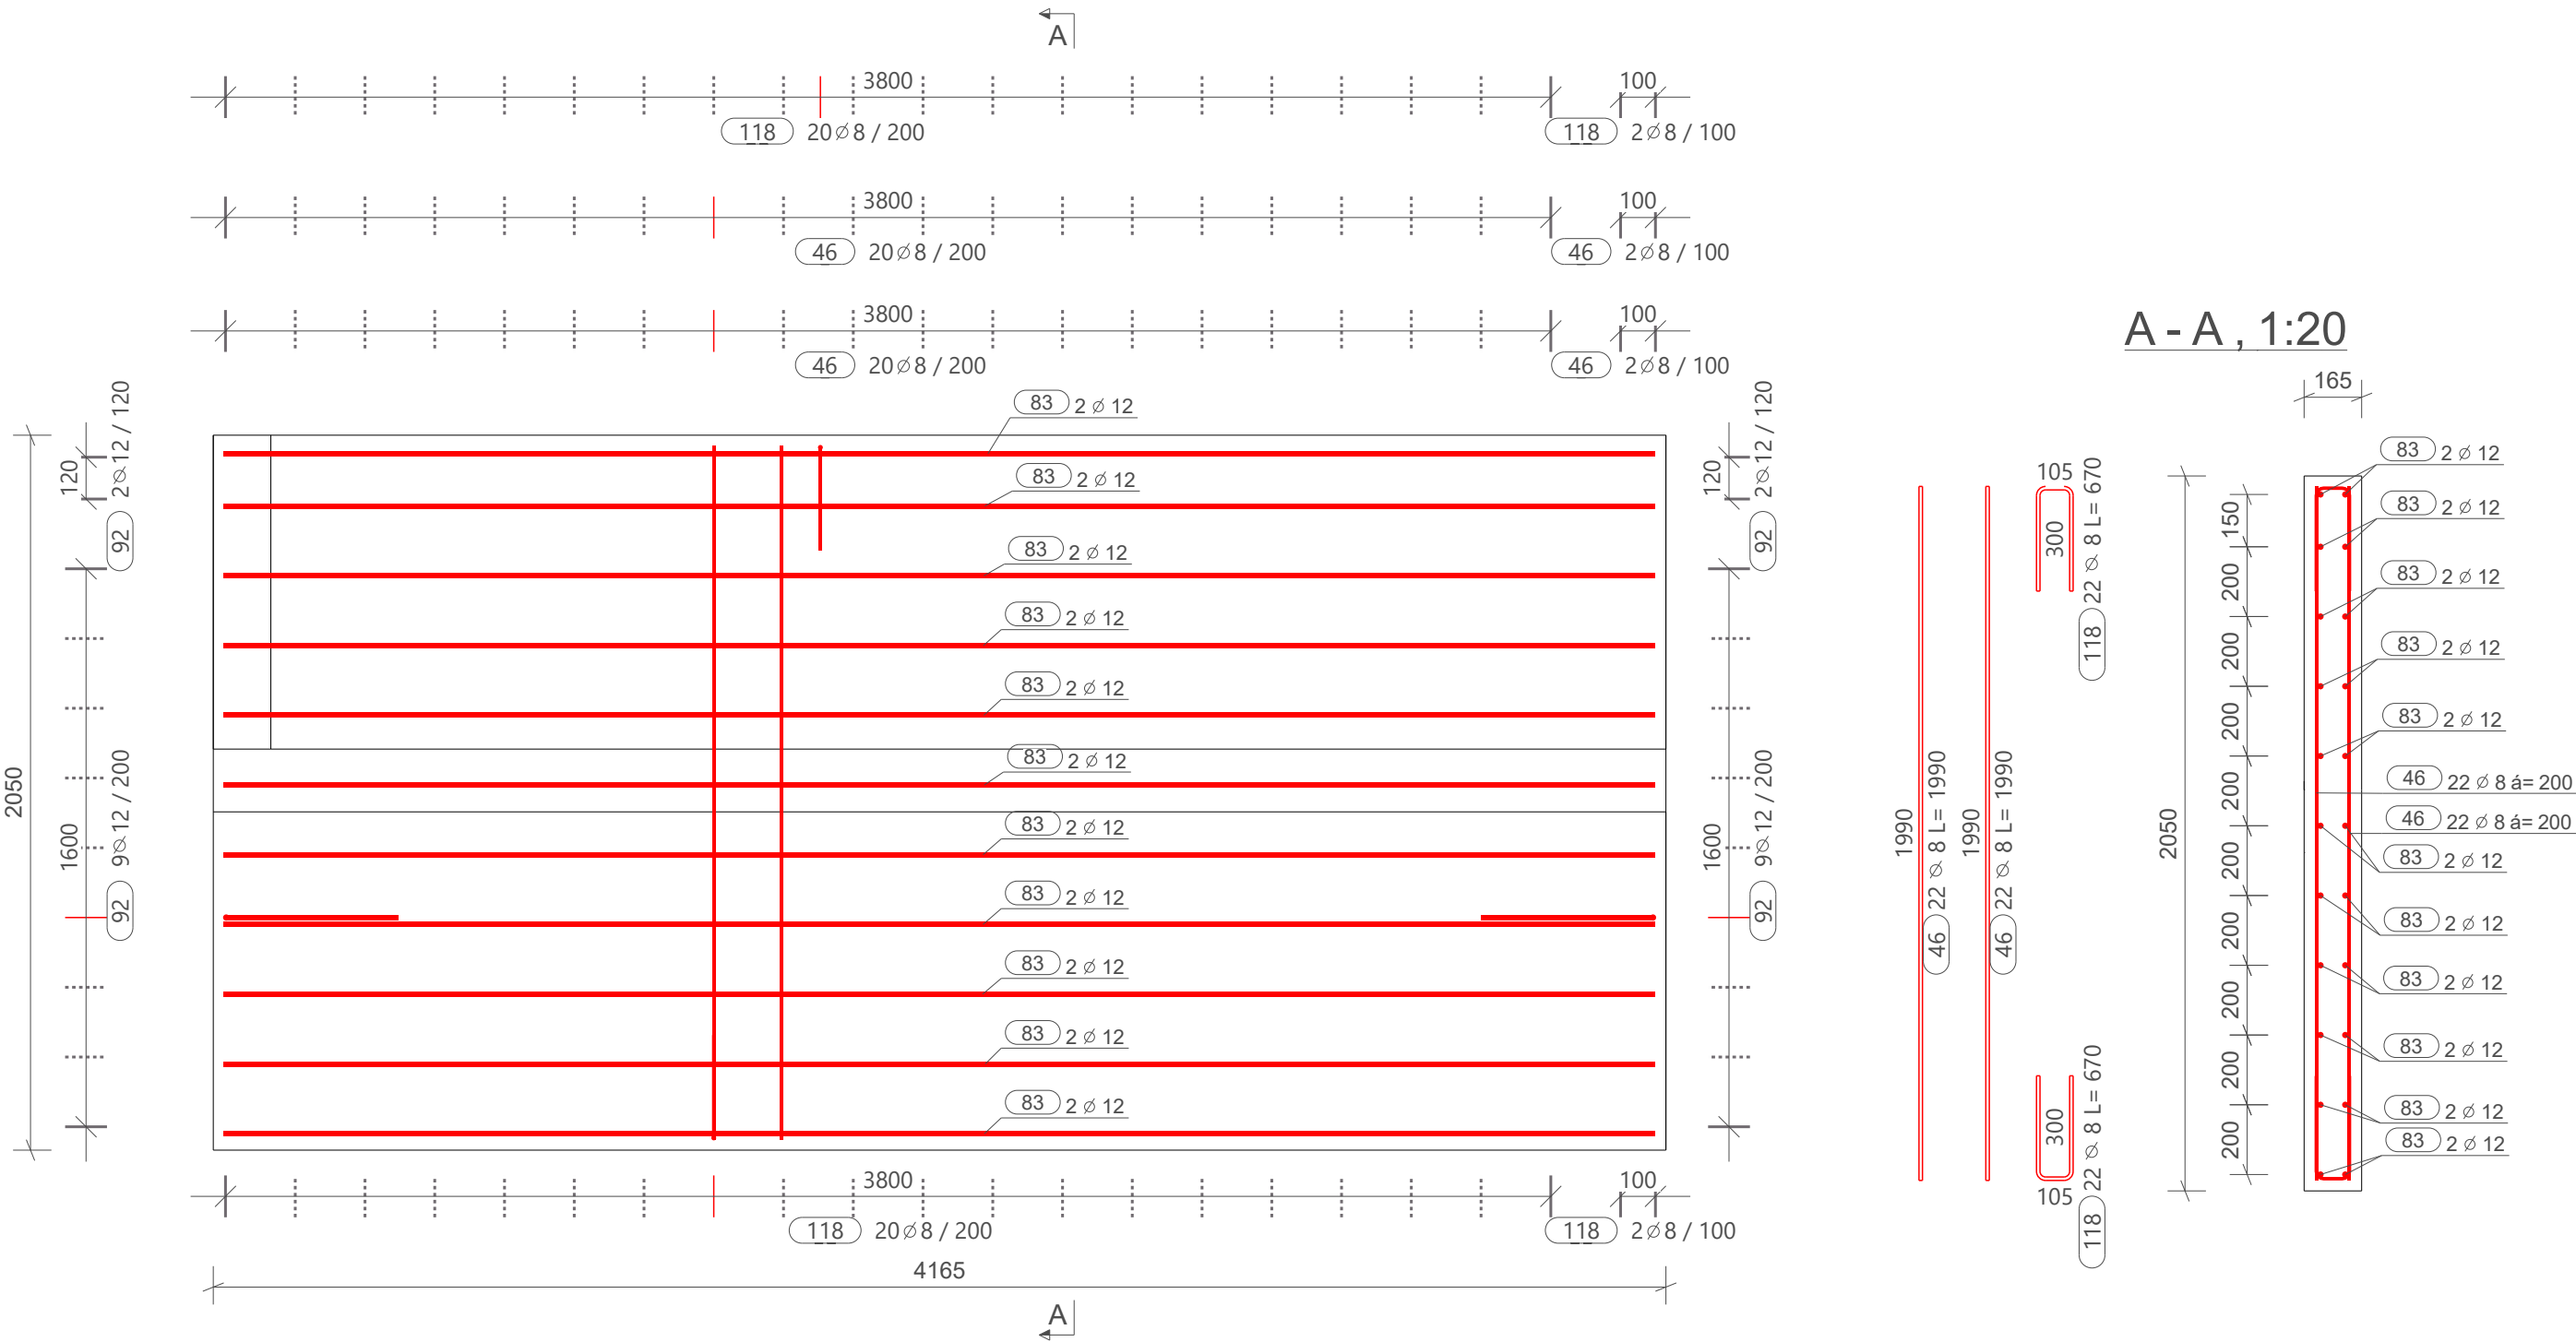 A
3800
100
118 20⌀8 / 200
118 2⌀8 / 100
3800
100
46 20⌀8 / 200
46 2⌀8 / 100
3800
100
46 20⌀8 / 200
46 2⌀8 / 100
2050
120
92 2⌀12 / 120
1600
92 9⌀12 / 200
83 2 ⌀ 12
83 2 ⌀ 12
83 2 ⌀ 12
83 2 ⌀ 12
83 2 ⌀ 12
83 2 ⌀ 12
83 2 ⌀ 12
83 2 ⌀ 12
83 2 ⌀ 12
83 2 ⌀ 12
83 2 ⌀ 12
120
92 2⌀12 / 120
1600
92 9⌀12 / 200
3800
100
118 20⌀8 / 200
118 2⌀8 / 100
4165
A
1990
46 22 ⌀ 8 L= 1990
1990
46 22 ⌀ 8 L= 1990
105
300
118 22 ⌀ 8 L= 670
300
105
118 22 ⌀ 8 L= 670
A - A , 1:20
165
2050
150
200
200
200
200
200
200
200
200
200
83 2 ⌀ 12
83 2 ⌀ 12
83 2 ⌀ 12
83 2 ⌀ 12
83 2 ⌀ 12
46 22 ⌀ 8 á= 200
46 22 ⌀ 8 á= 200
83 2 ⌀ 12
83 2 ⌀ 12
83 2 ⌀ 12
83 2 ⌀ 12
83 2 ⌀ 12
83 2 ⌀ 12